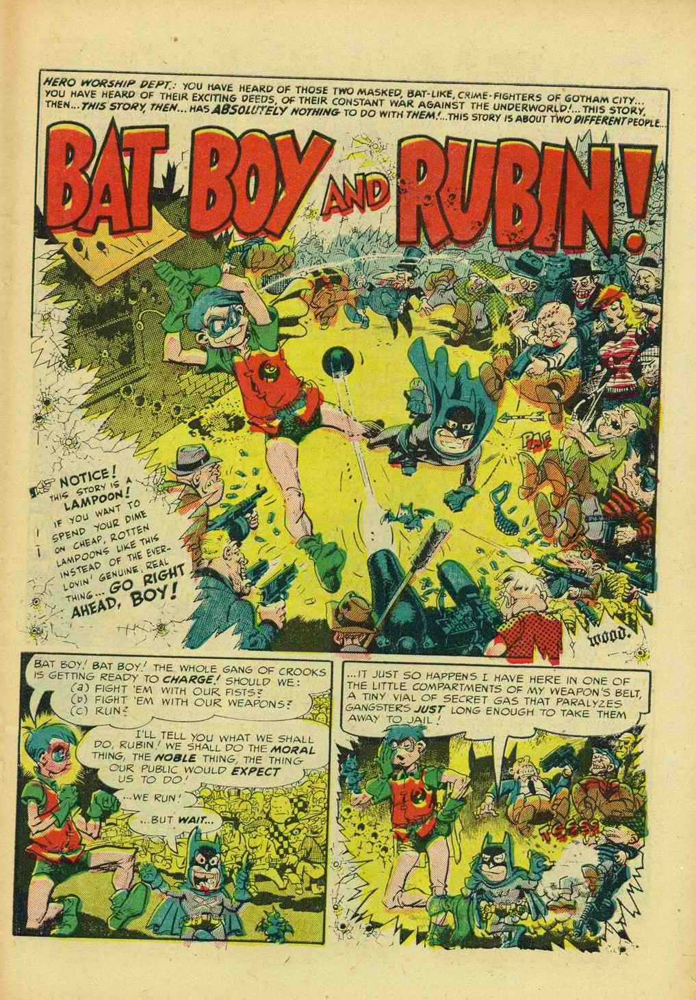 HERO WORSHIP DEPT.: YOU HAVE HEARD OF THOSE TWO MASKED, BAT-LIKE, CRIME-FIGHTERS OF GOTHAM CITY...
YOU HAVE HEARD OF THEIR EXCITING DEEDS, OF THEIR CONSTANT WAR AGAINST THE UNDERWORLD!...THIS STORY,
THEN...THIS STORY, THEN... HAS ABSOLUTELY NOTHING TO DO WITH THEM!...THIS STORY IS ABOUT TWO DIFFERENT PEOPLE...
BAT BOY AND RUBIN!
NOTICE!
THIS STORY IS A
LAMPOON!
IF YOU WANT TO
SPEND YOUR DIME
ON CHEAP, ROTTEN
LAMPOONS LIKE THIS
INSTEAD OF THE EVER-
LOVIN' GENUINE, REAL
THING... GO RIGHT
AHEAD, BOY!
wood.
BAT BOY! BAT BOY! THE WHOLE GANG OF CROOKS
IS GETTING READY TO CHARGE! SHOULD WE:
(a) FIGHT 'EM WITH OUR FISTS?
(b) FIGHT 'EM WITH OUR WEAPONS?
(c) RUN?
I'LL TELL YOU WHAT WE SHALL
DO, RUBIN! WE SHALL DO THE MORAL
THING, THE NOBLE THING, THE THING
OUR PUBLIC WOULD EXPECT
US TO DO!
...WE RUN!
...BUT WAIT...
...IT JUST SO HAPPENS I HAVE HERE IN ONE OF
THE LITTLE COMPARTMENTS OF MY WEAPON'S BELT,
A TINY VIAL OF SECRET GAS THAT PARALYZES
GANGSTERS JUST LONG ENOUGH TO TAKE THEM
AWAY TO JAIL!